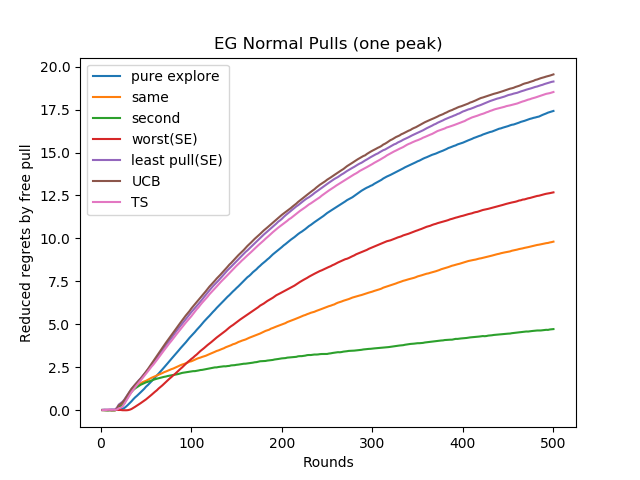 EG Normal Pulls (one peak)
Reduced regrets by free pull
20.0
17.5
15.0
12.5
10.0
7.5
5.0
2.5
0.0
pure explore
same
second
worst(SE)
least pull(SE)
UCB
TS
0 100 200 300 400 500
Rounds